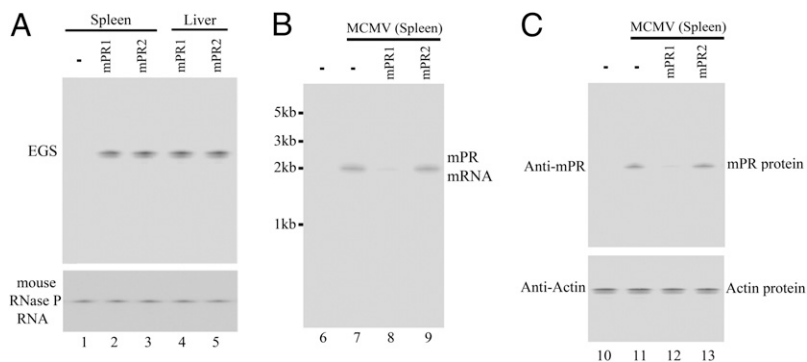 A
Spleen Liver
- mPR1 mPR2 mPR1 mPR2
EGS
mouse
RNase P
RNA
1 2 3 4 5
B
MCMV (Spleen)
- - mPR1 mPR2
5kb
3kb
2kb
1kb
mPR
mRNA
6 7 8 9
C
MCMV (Spleen)
- - mPR1 mPR2
Anti-mPR mPR protein
Anti-Actin Actin protein
10 11 12 13